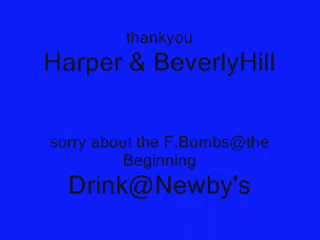 thankyou
Harper & BeverlyHill
sorry about the F.Bombs@the
Beginning
Drink@Newby's